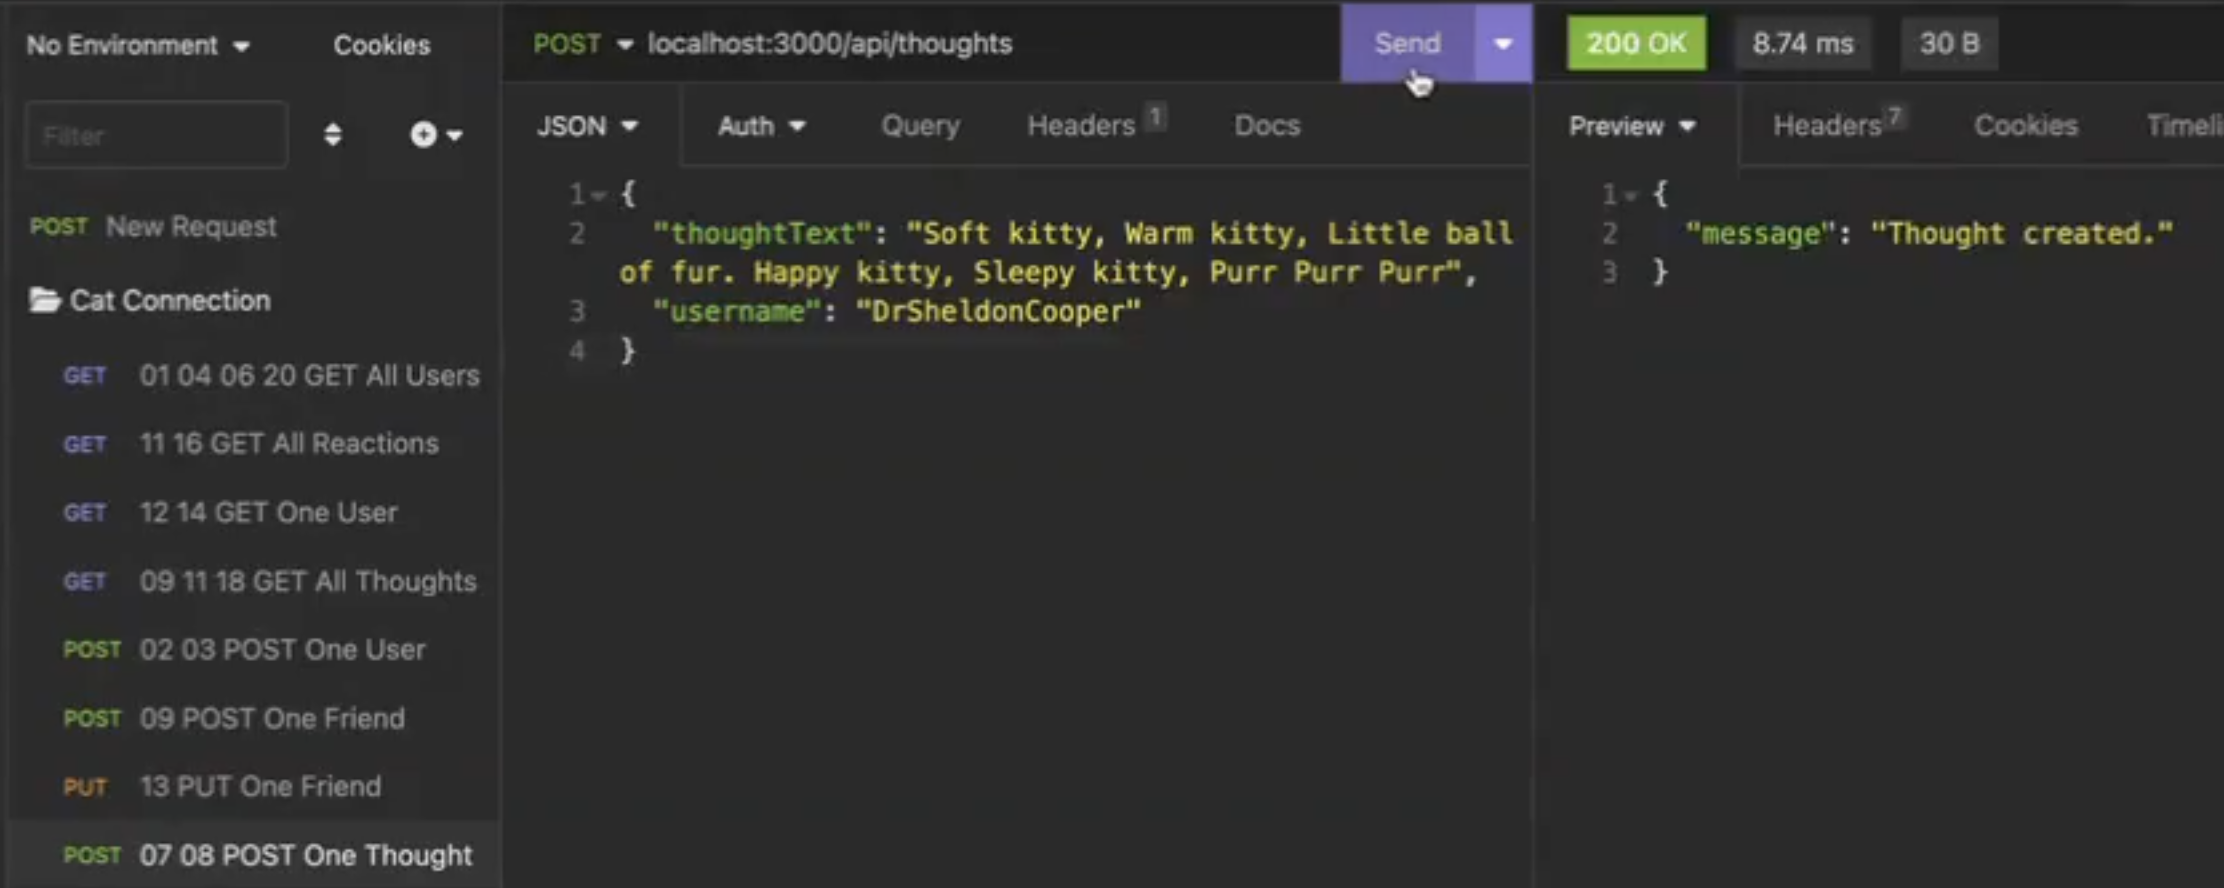 No Environment Cookies
POST localhost:3000/api/thoughts Send
200 OK 8.74 ms 30 B
Filter
JSON Auth Query Headers 1 Docs
Preview Headers 7 Cookies Timeli
POST New Request
Cat Connection
GET 01 04 06 20 GET All Users
GET 11 16 GET All Reactions
GET 12 14 GET One User
GET 09 11 18 GET All Thoughts
POST 02 03 POST One User
POST 09 POST One Friend
PUT 13 PUT One Friend
POST 07 08 POST One Thought
1 {
2 "thoughtText": "Soft kitty, Warm kitty, Little ball
of fur. Happy kitty, Sleepy kitty, Purr Purr Purr",
3 "username": "DrSheldonCooper"
4 }
1 {
2 "message": "Thought created."
3 }